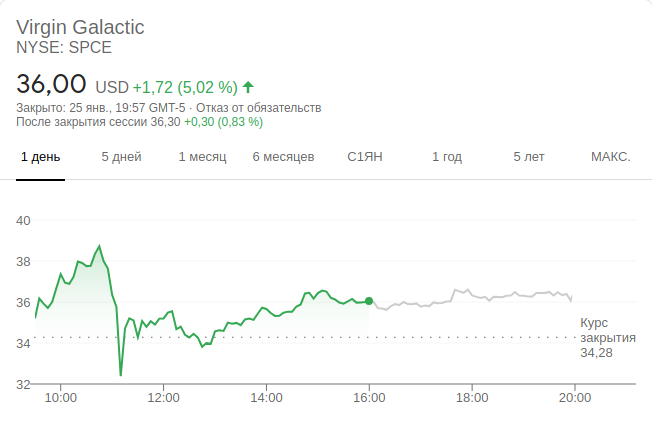 Virgin Galactic
NYSE: SPCE
36,00 USD +1,72 (5,02 %)
Закрыто: 25 янв., 19:57 GMT-5 · Отказ от обязательств
После закрытия сессии 36,30 +0,30 (0,83 %)
1 день 5 дней 1 месяц 6 месяцев С1ЯН 1 год 5 лет МАКС.
40
38
36
34
32
Курс
закрытия
34,28
10:00 12:00 14:00 16:00 18:00 20:00